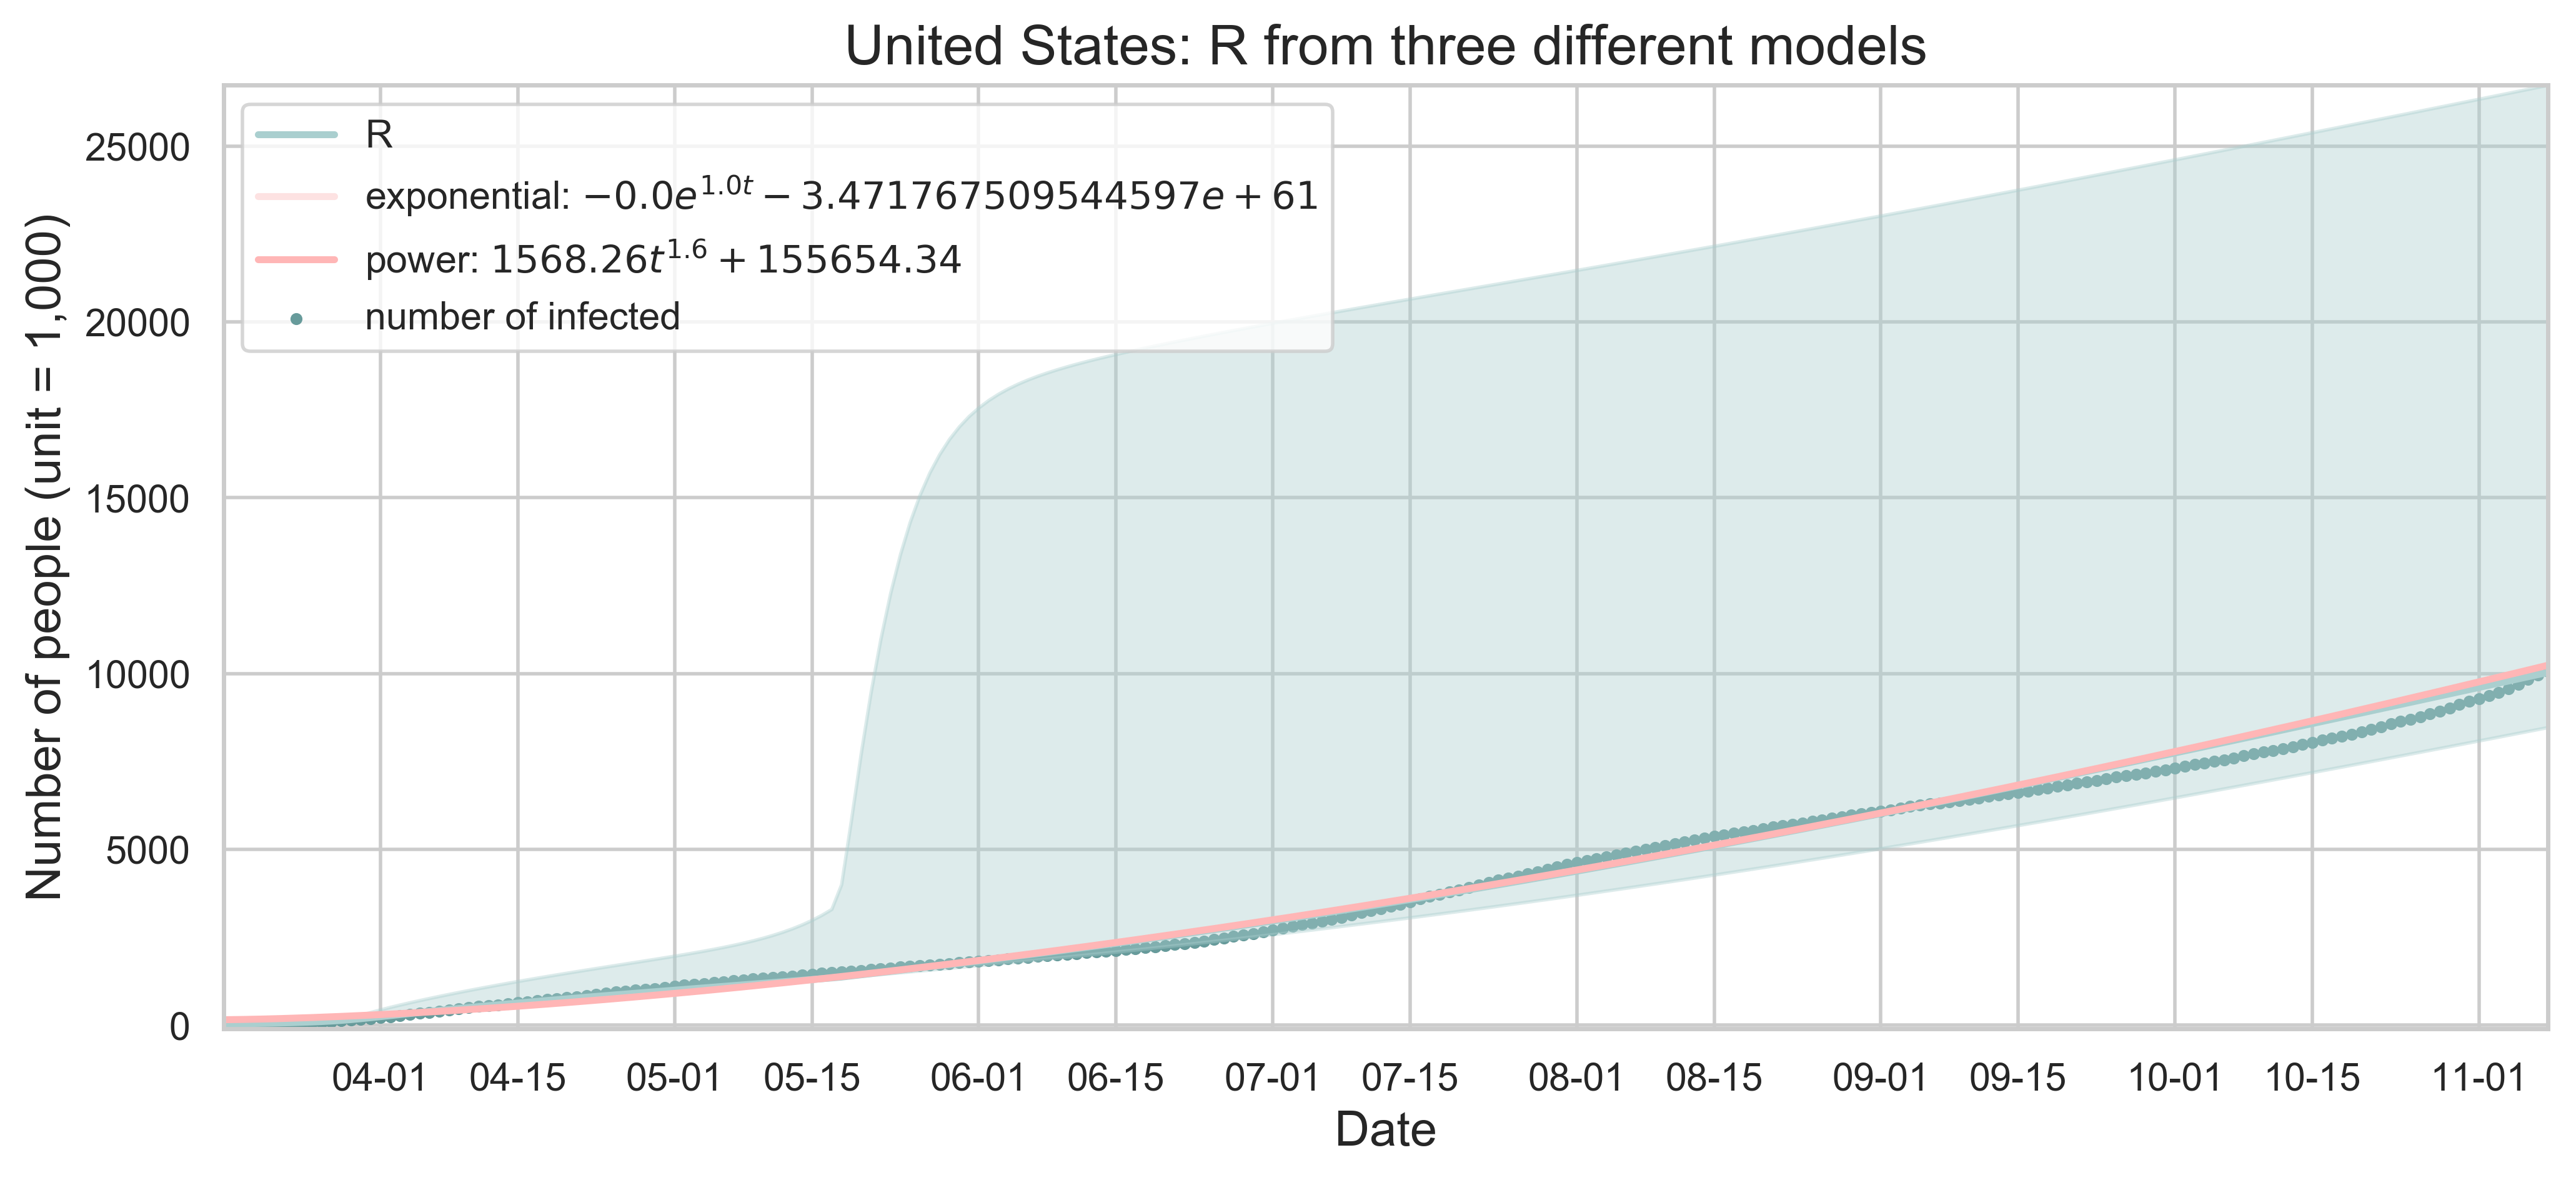 United States: R from three different models
R
exponential: −0.0e^1.0t − 3.4717675095445​97e + 61
power: 1568.26t^1.6 + 155654.34
number of infected
Number of people (unit = 1,000)
25000
20000
15000
10000
5000
0
04-01 04-15 05-01 05-15 06-01 06-15 07-01 07-15 08-01 08-15 09-01 09-15 10-01 10-15 11-01
Date